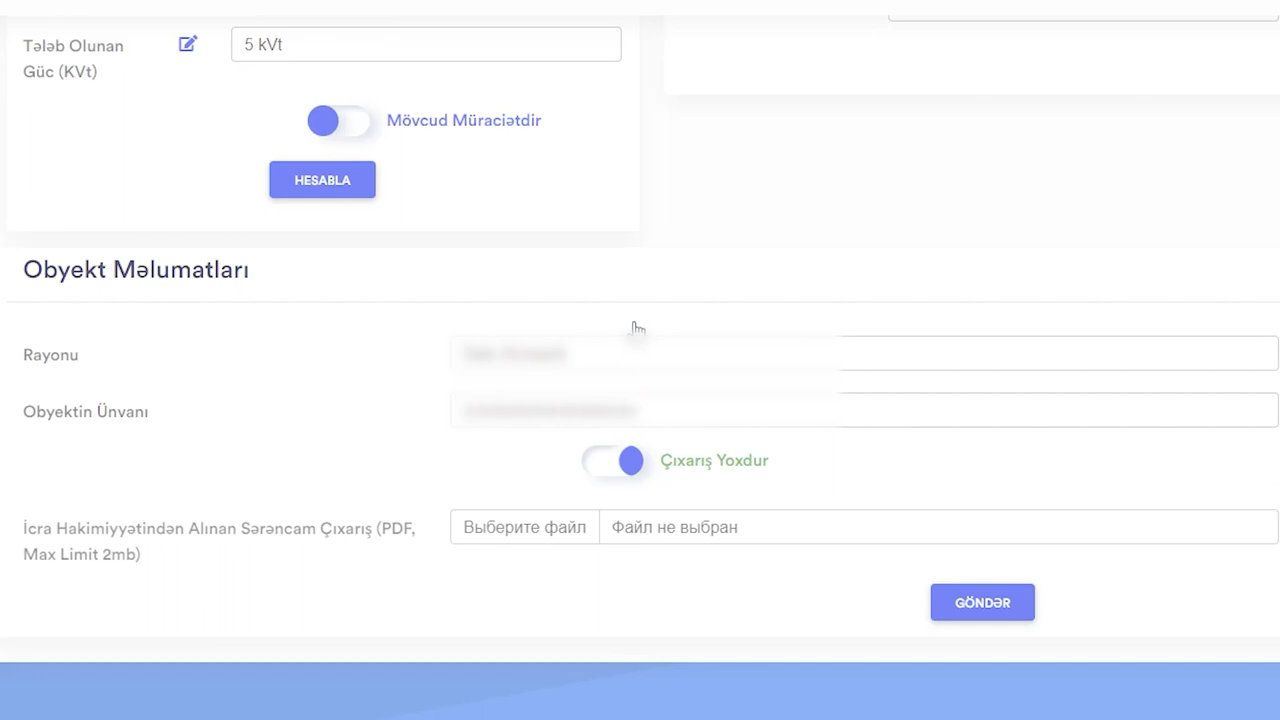 Tələb Olunan
Güc (KVt)
5 kVt
Mövcud Müraciətdir
HESABLA
Obyekt Məlumatları
Rayonu
Obyektin Ünvanı
Çıxarış Yoxdur
İcra Hakimiyyətindən Alınan Sərəncam Çıxarış (PDF,
Max Limit 2mb)
Выберите файл
Файл не выбран
GÖNDƏR